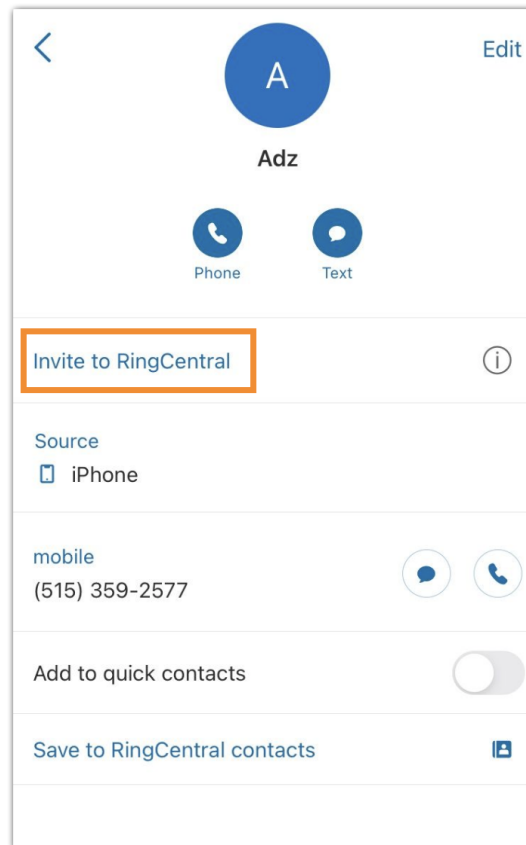 Edit
A
Adz
Phone Text
Invite to RingCentral
Source
iPhone
mobile
(515) 359-2577
Add to quick contacts
Save to RingCentral contacts